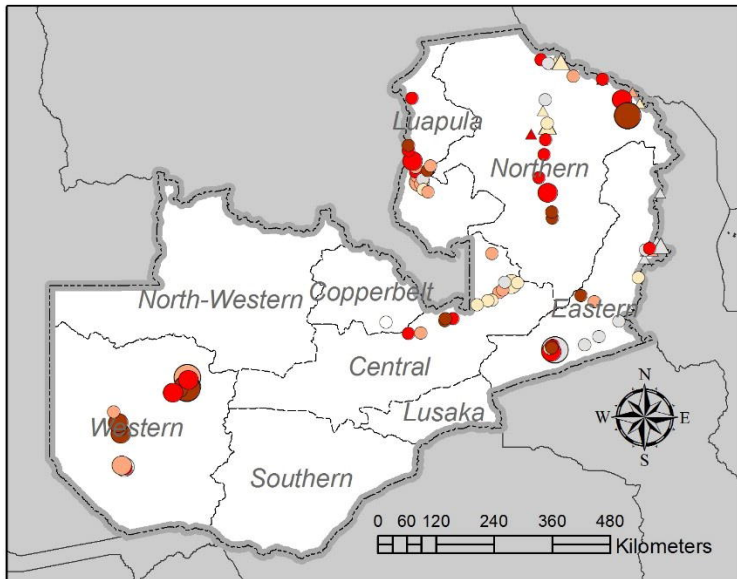 Luapula
Northern
North-Western
Copperbelt
Eastern
Central
Lusaka
Western
Southern
N
W E
S
0 60 120 240 360 480
Kilometers